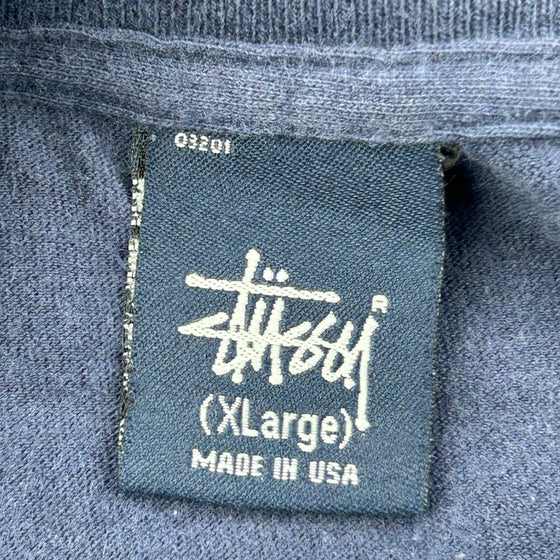 03201
Stüssy®
(XLarge)
MADE IN USA